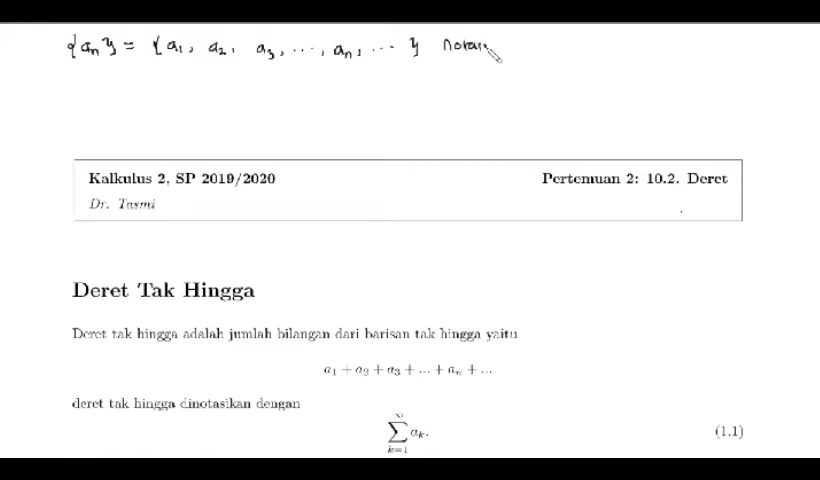 {aₙ} = {a₁, a₂, a₃, ..., aₙ, ... }
Kalkulus 2, SP 2019/2020 Pertemuan 2: 10.2. Deret
Dr. Tasmi
Deret Tak Hingga
Deret tak hingga adalah jumlah bilangan dari barisan tak hingga yaitu
a₁ + a₂ + a₃ + ... + aₙ + ...
deret tak hingga dinotasikan dengan
∑_{k=1}^{∞} aₖ. (1.1)